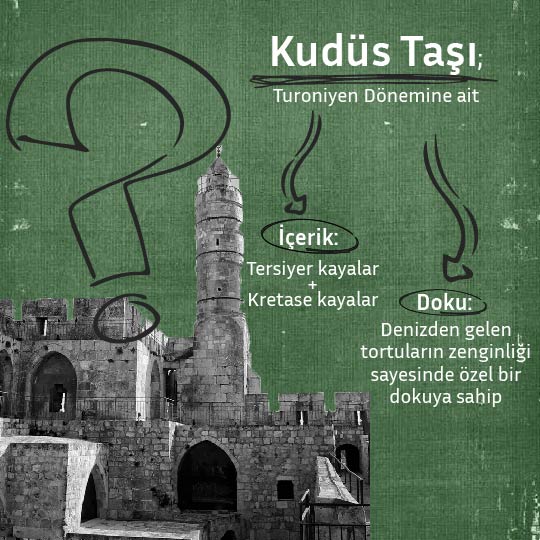 Kudüs Taşı;
Turoniyen Dönemine ait
İçerik:
Tersiyer kayalar
+
Kretase kayalar
Doku:
Denizden gelen
tortuların zenginliği
sayesinde özel bir
dokuya sahip